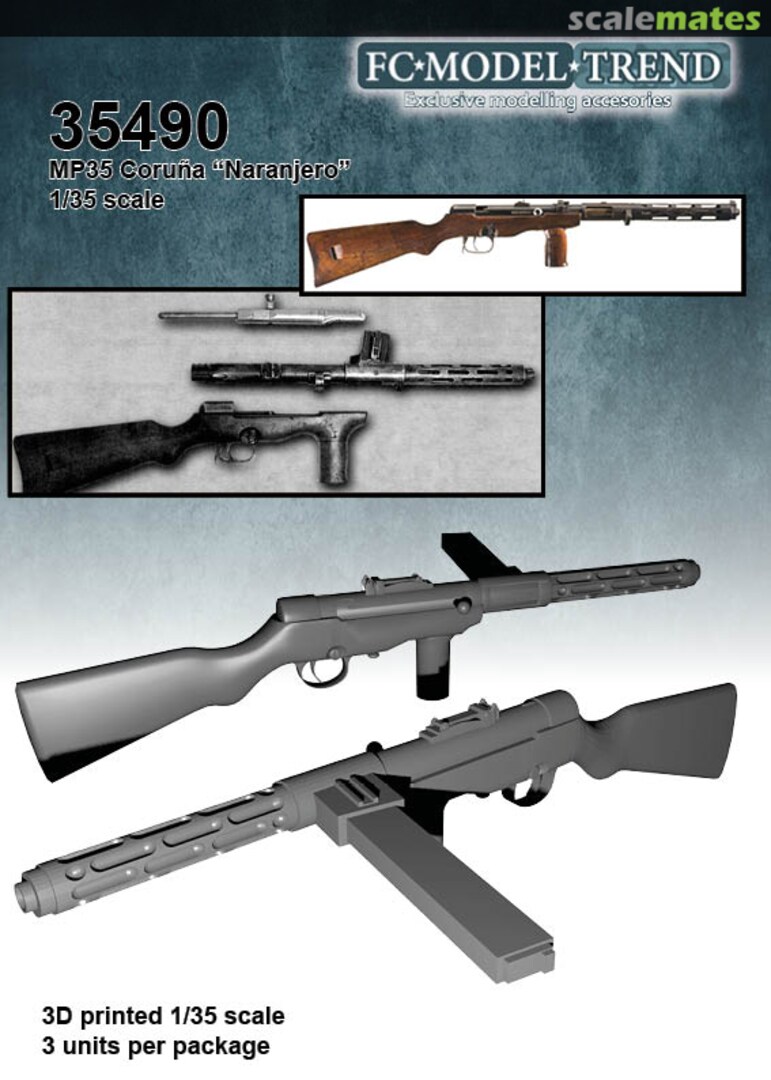 scalemates
FC★MODEL★TREND
Exclusive modelling accesories
35490
MP35 Coruña “Naranjero”
1/35 scale
3D printed 1/35 scale
3 units per package